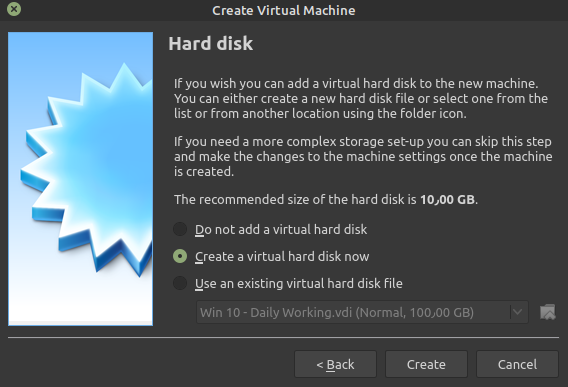 Create Virtual Machine
Hard disk
If you wish you can add a virtual hard disk to the new machine.
You can either create a new hard disk file or select one from the
list or from another location using the folder icon.
If you need a more complex storage set-up you can skip this step
and make the changes to the machine settings once the machine
is created.
The recommended size of the hard disk is 10٫00 GB.
Do not add a virtual hard disk
Create a virtual hard disk now
Use an existing virtual hard disk file
Win 10 - Daily Working.vdi (Normal, 100٫00 GB)
< Back
Create
Cancel